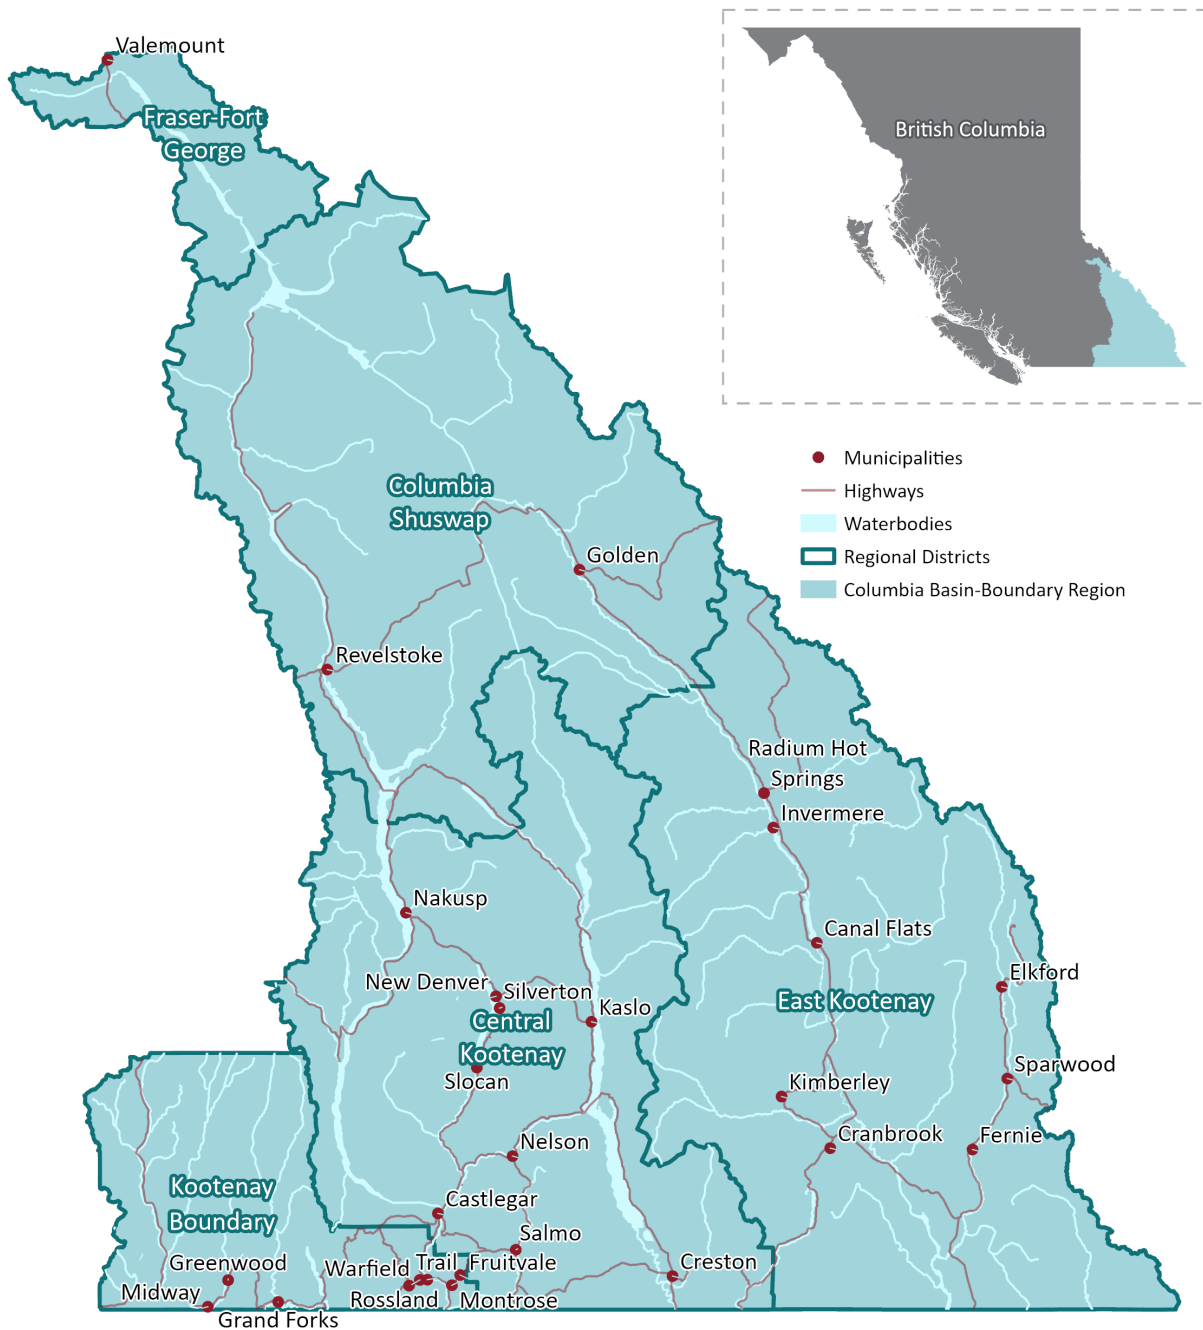 Valemount
Fraser-Fort
George
British Columbia
Municipalities
Highways
Waterbodies
Regional Districts
Columbia Basin-Boundary Region
Columbia
Shuswap
Golden
Revelstoke
Radium Hot
Springs
Invermere
Nakusp
Canal Flats
New Denver
Silverton
Elkford
Kaslo
East Kootenay
Central
Kootenay
Slocan
Sparwood
Kimberley
Nelson
Cranbrook
Fernie
Kootenay
Boundary
Castlegar
Salmo
Greenwood
Warfield
Trail
Fruitvale
Creston
Midway
Rossland
Montrose
Grand Forks